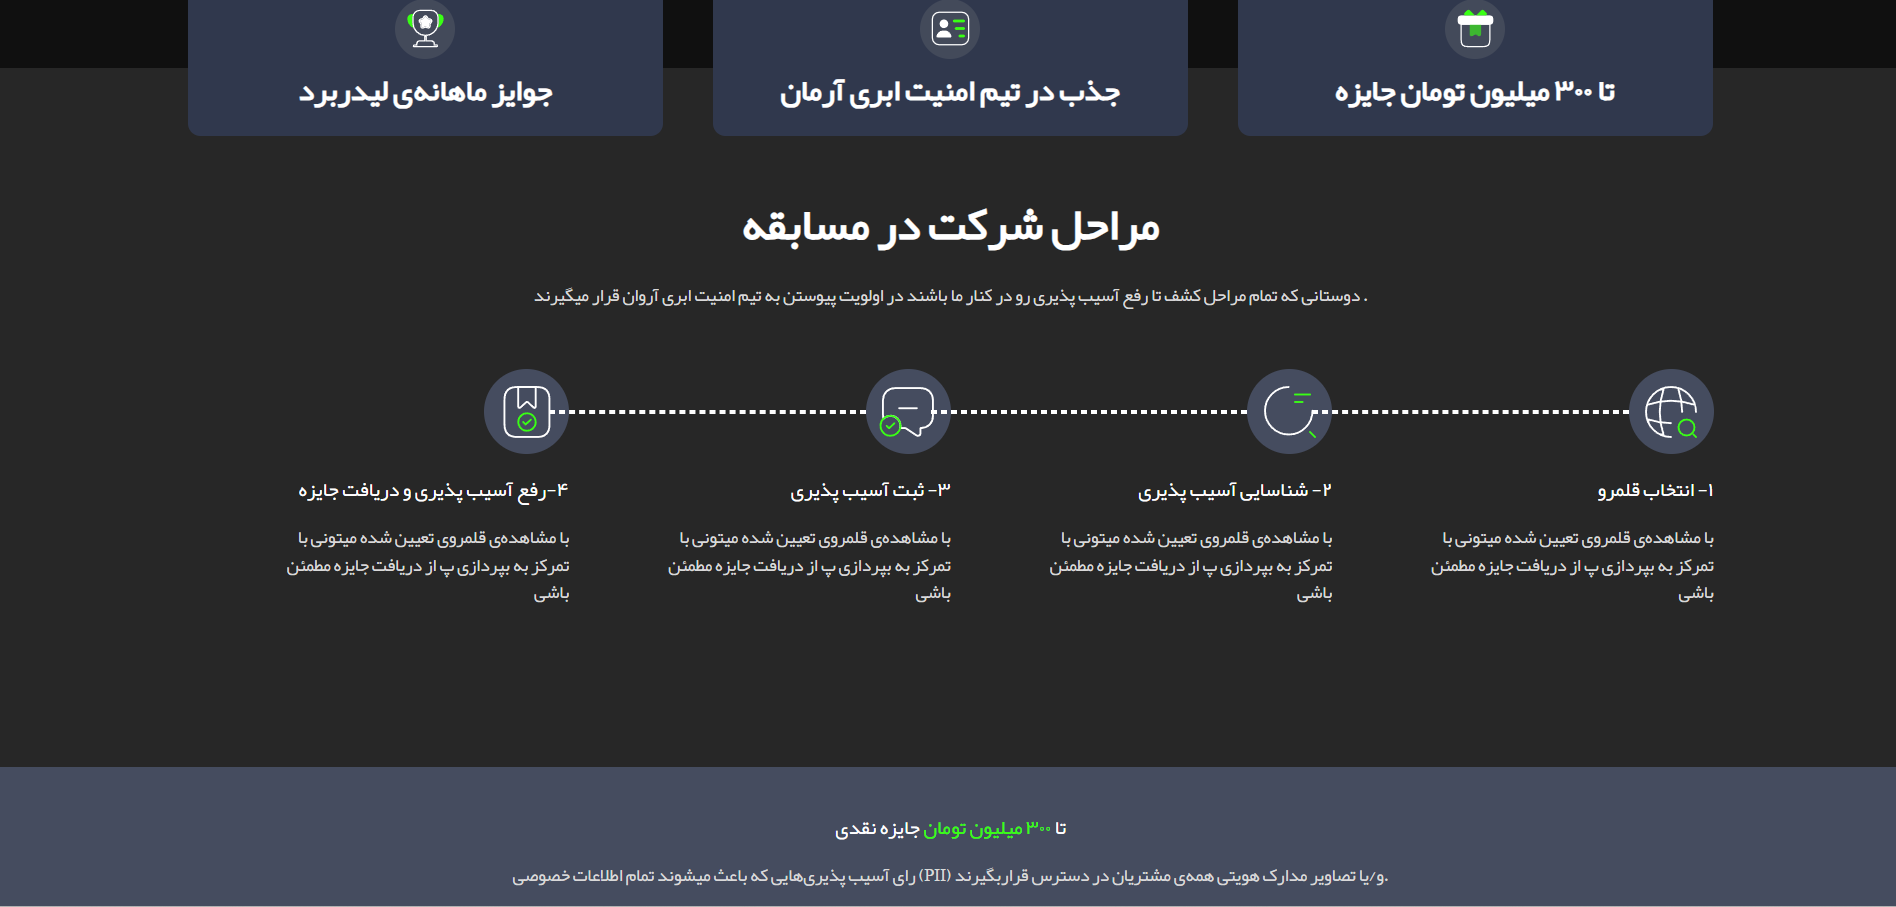 تا ۳۰۰ میلیون تومان جایزه
جذب در تیم امنیت ابری آرمان
جوایز ماهانه‌ی لیدربرد
مراحل شرکت در مسابقه
دوستانی که تمام مراحل کشف تا رفع آسیب پذیری رو در کنار ما باشند در اولویت پیوستن به تیم امنیت ابری آروان قرار میگیرند .
۱- انتخاب قلمرو
با مشاهده‌ی قلمروی تعیین شده میتونی با
تمرکز به بپردازی پ از دریافت جایزه مطمئن
باشی
۲- شناسایی آسیب پذیری
با مشاهده‌ی قلمروی تعیین شده میتونی با
تمرکز به بپردازی پ از دریافت جایزه مطمئن
باشی
۳- ثبت آسیب پذیری
با مشاهده‌ی قلمروی تعیین شده میتونی با
تمرکز به بپردازی پ از دریافت جایزه مطمئن
باشی
۴-رفع آسیب پذیری و دریافت جایزه
با مشاهده‌ی قلمروی تعیین شده میتونی با
تمرکز به بپردازی پ از دریافت جایزه مطمئن
باشی
تا ۳۰۰ میلیون تومان جایزه نقدی
.و/یا تصاویر مدارک هویتی همه‌ی مشتریان در دسترس قراربگیرند (PII) رای آسیب پذیری‌هایی که باعث میشوند تمام اطلاعات خصوصی